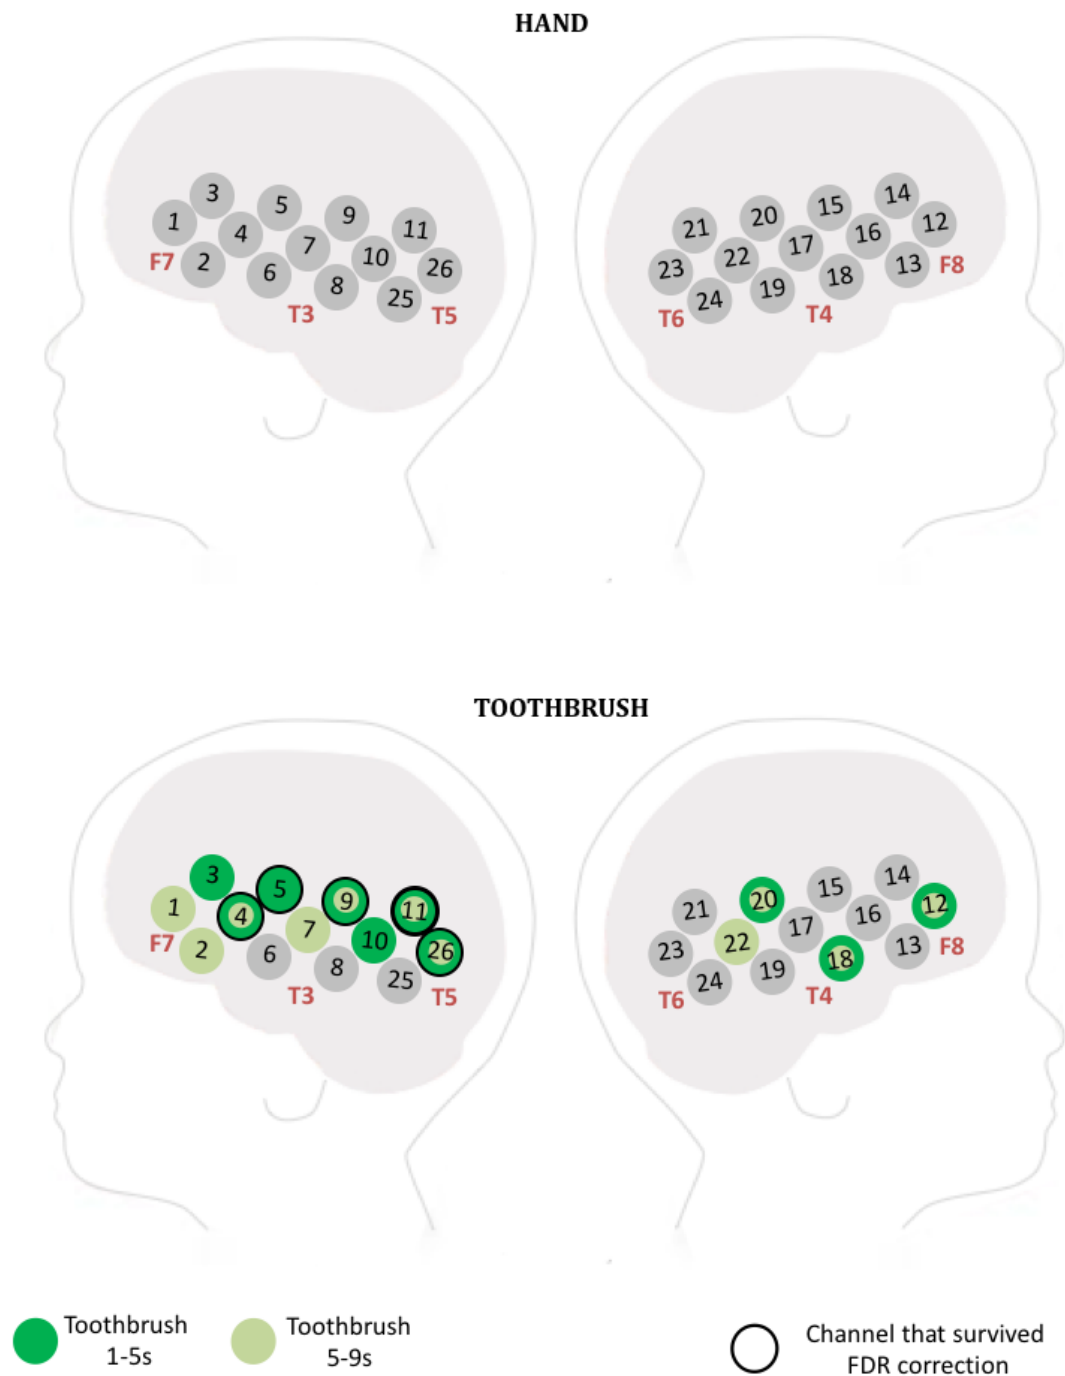 HAND
3 5 9 11
1 4 7 10 26
F7 2 6 8 25
T3 T5
21 20 15 14
23 22 17 16 12
24 19 18 13 F8
T6 T4
TOOTHBRUSH
3 5 9 11
1 4 7 10 26
F7 2 6 8 25
T3 T5
21 20 15 14
23 22 17 16 12
24 19 18 13 F8
T6 T4
Toothbrush
1-5s
Toothbrush
5-9s
Channel that survived
FDR correction